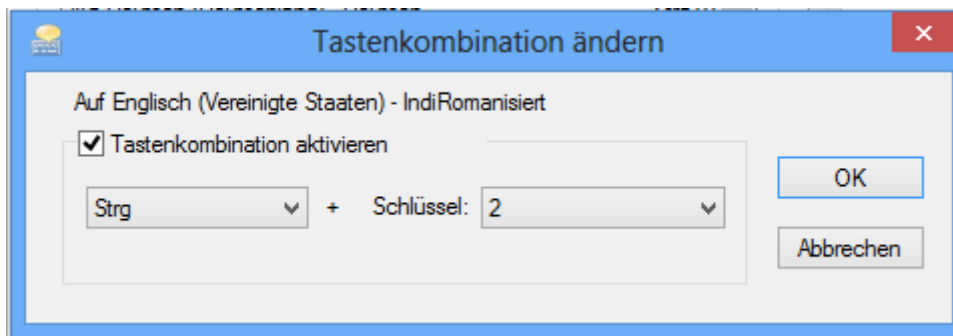 Tastenkombination ändern
Auf Englisch (Vereinigte Staaten) - IndiRomanisiert
Tastenkombination aktivieren
Strg + Schlüssel: 2
OK
Abbrechen